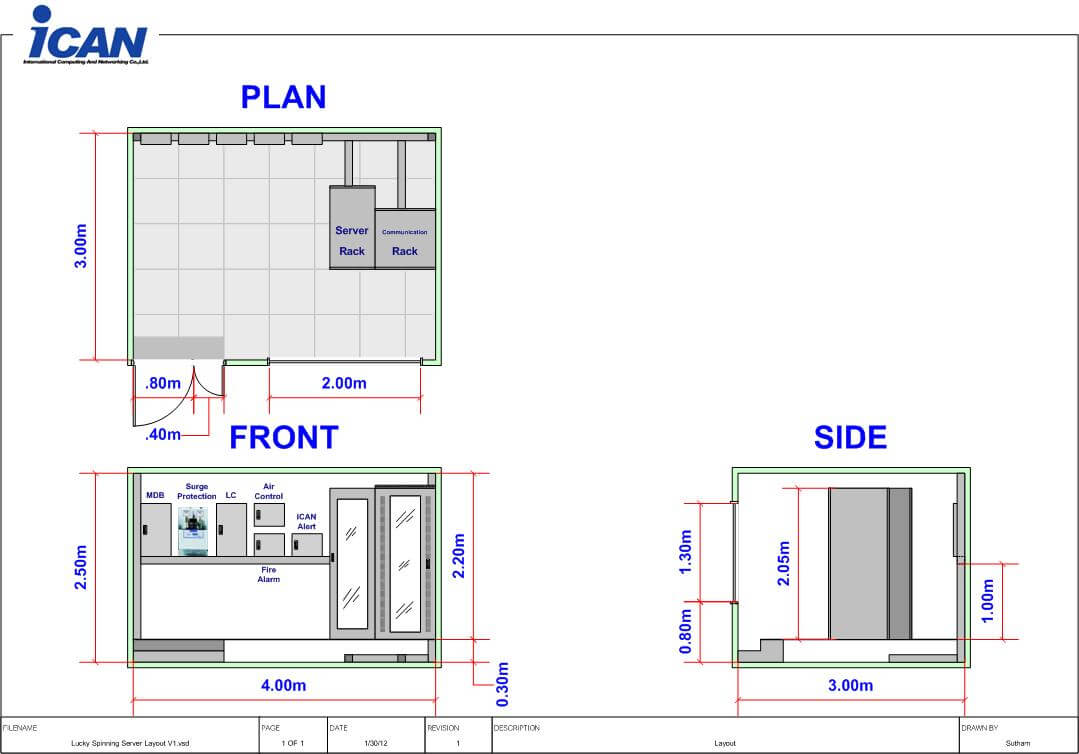 iCAN
International Computing And Networking Co.,Ltd.
PLAN
3.00m
Server
Rack
Communication
Rack
.80m
2.00m
.40m
FRONT
SIDE
MDB
Surge
Protection
LC
Air
Control
iCAN
Alert
Fire
Alarm
2.50m
2.20m
0.30m
4.00m
1.30m
2.05m
0.80m
1.00m
3.00m
FILENAME
Lucky Spinning Server Layout V1.vsd
PAGE
1 OF 1
DATE
1/30/12
REVISION
1
DESCRIPTION
Layout
DRAWN BY
Sutham